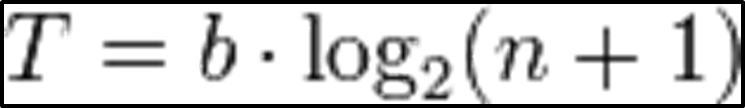 T = b · log₂(n + 1)